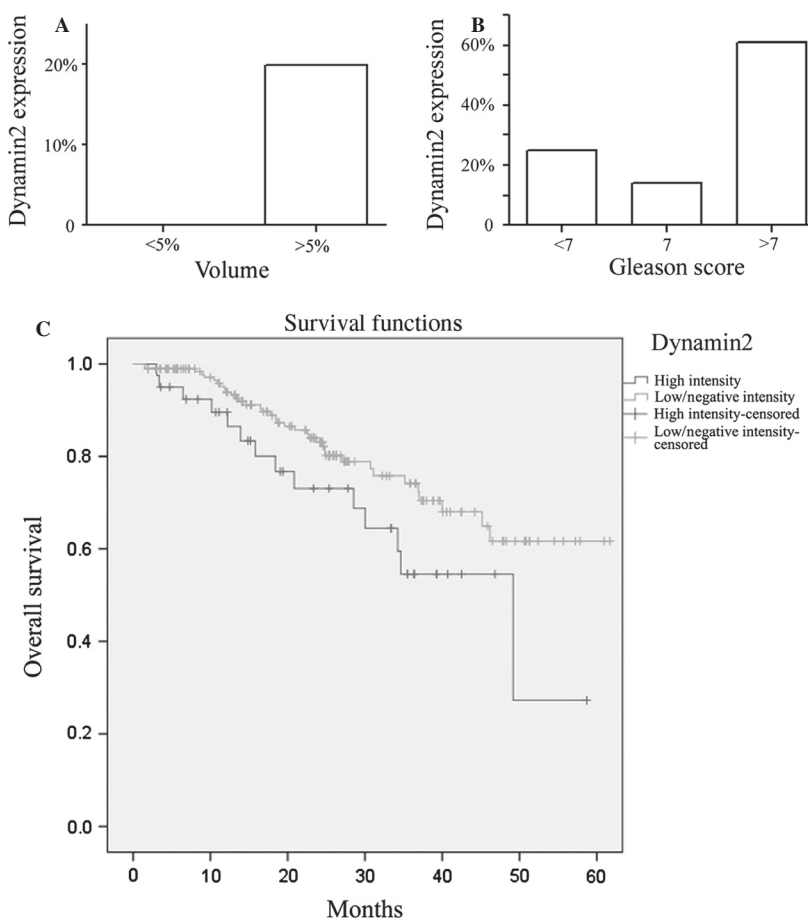 A
Dynamin2 expression
20%
10%
0
<5%
>5%
Volume
B
Dynamin2 expression
60%
40%
20%
0
<7
7
>7
Gleason score
C
Survival functions
Overall survival
1.0
0.8
0.6
0.4
0.2
0.0
0
10
20
30
40
50
60
Months
Dynamin2
High intensity
Low/negative intensity
High intensity-censored
Low/negative intensity-
censored